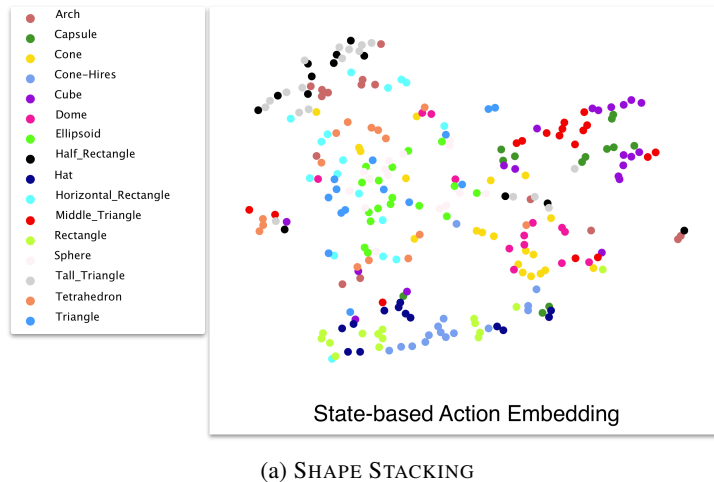 Arch
Capsule
Cone
Cone-Hires
Cube
Dome
Ellipsoid
Half_Rectangle
Hat
Horizontal_Rectangle
Middle_Triangle
Rectangle
Sphere
Tall_Triangle
Tetrahedron
Triangle
State-based Action Embedding
(a) SHAPE STACKING